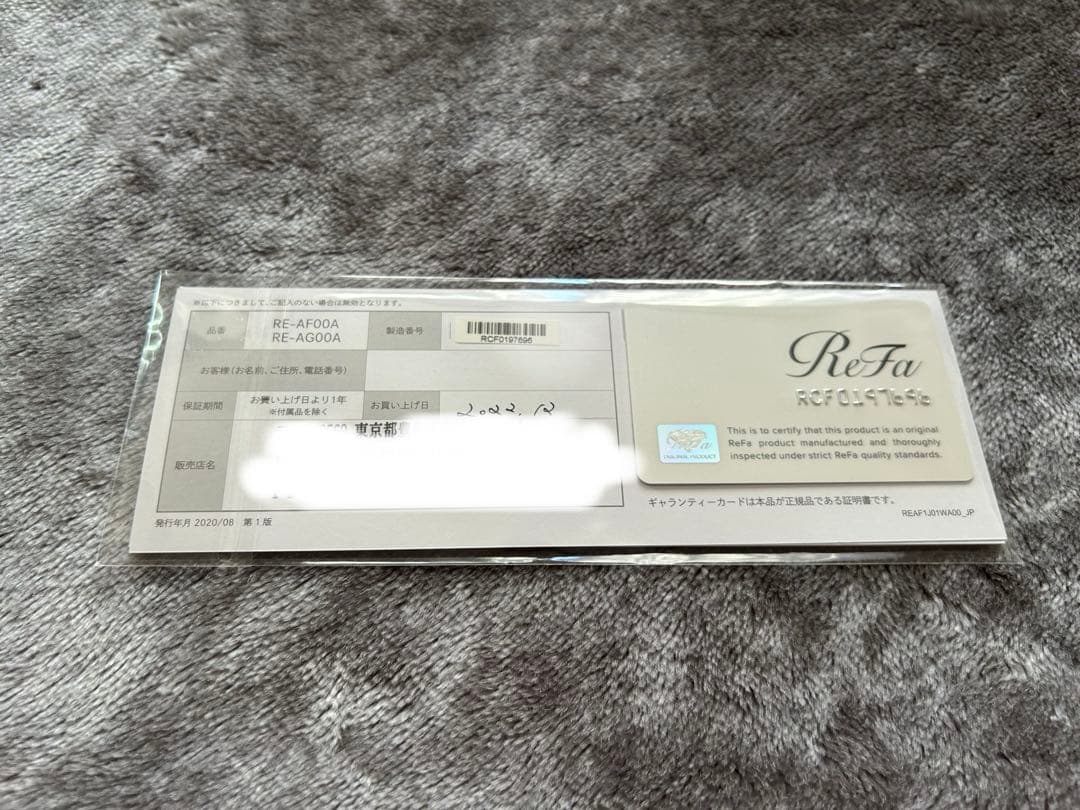 ※以下につきまして、ご記入のない場合は無効となります。
品番
RE-AF00A
RE-AG00A
製造番号
RCF0197696
お客様(お名前、ご住所、電話番号)
保証期間
お買い上げ日より1年
※付属品を除く
お買い上げ日
2022.12
東京都
販売店名
発行年月 2020/08 第1版
ReFa
RCF0197696
This is to certify that this product is an original
ReFa product manufactured and thoroughly
inspected under strict ReFa quality standards.
ReFa
ORIGINAL PRODUCT
ギャランティーカードは本品が正規品である証明書です。
REAF1J01WA00_JP